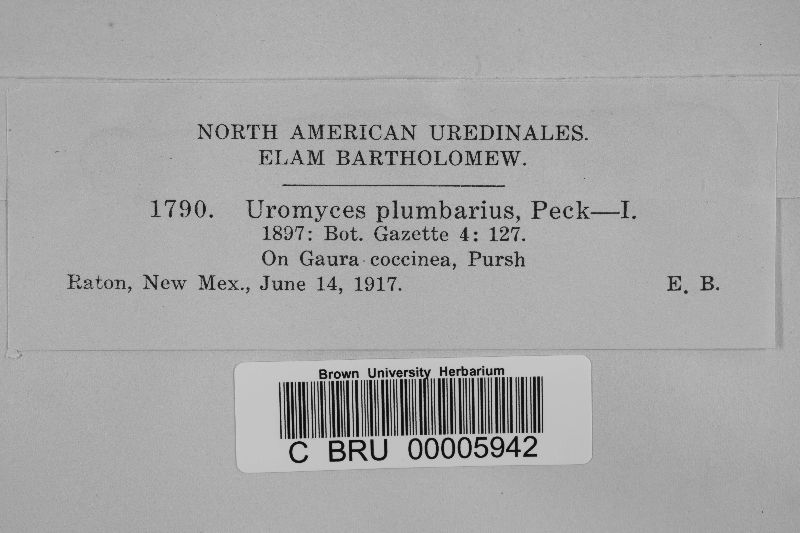 NORTH AMERICAN UREDINALES.
ELAM BARTHOLOMEW.
1790. Uromyces plumbarius, Peck—I.
1897: Bot. Gazette 4: 127.
On Gaura coccinea, Pursh
Raton, New Mex., June 14, 1917. E. B.
Brown University Herbarium
C BRU 00005942